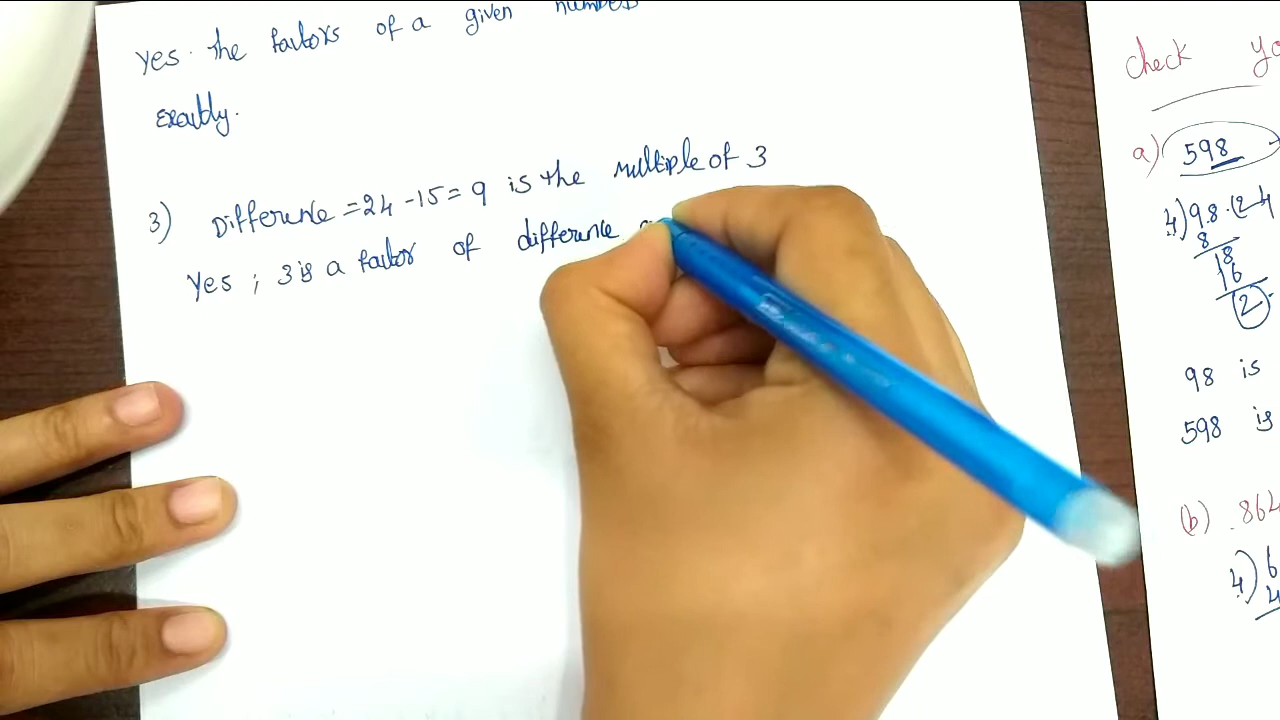 Yes. The factors of a given number
exactly.
3) Difference = 24 - 15 = 9 is the multiple of 3
Yes ; 3 is a factor of difference
check
a) 598
4) 98 (24
8
18
16
2
98 is
598 is
(b) 864
4) 6
4